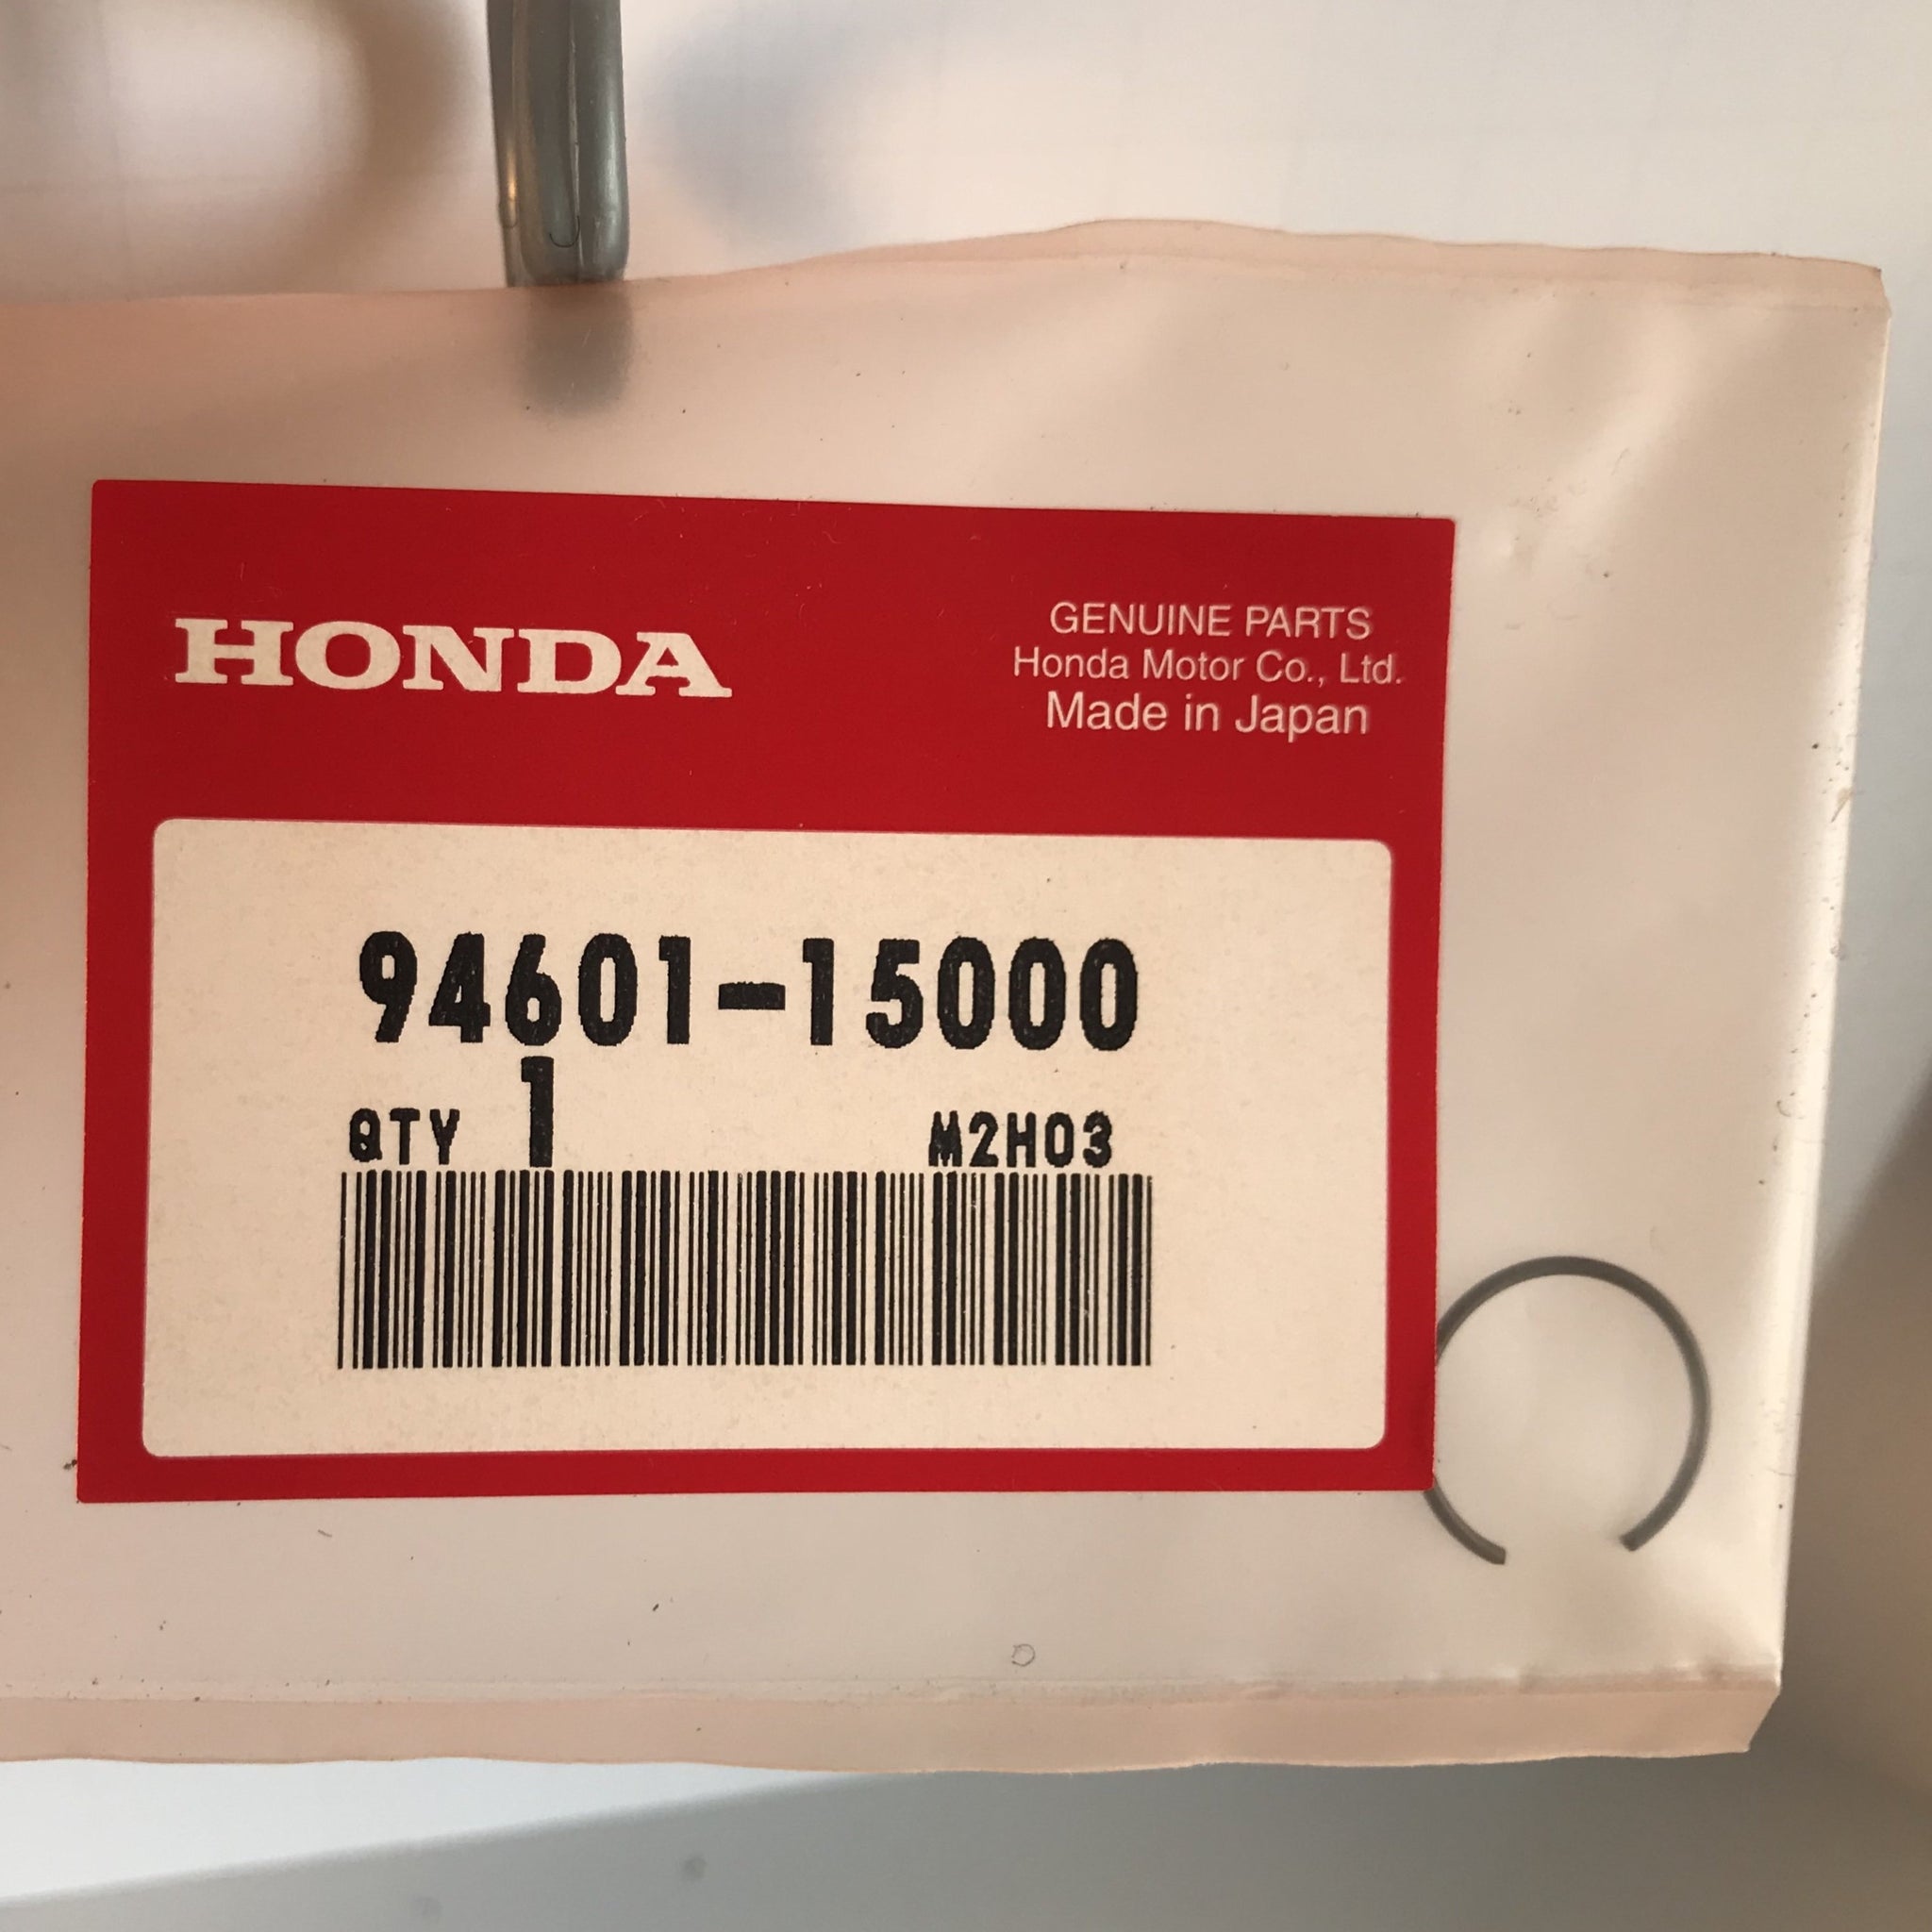 HONDA
GENUINE PARTS
Honda Motor Co., Ltd.
Made in Japan
94601-15000
QTY 1 M2H03